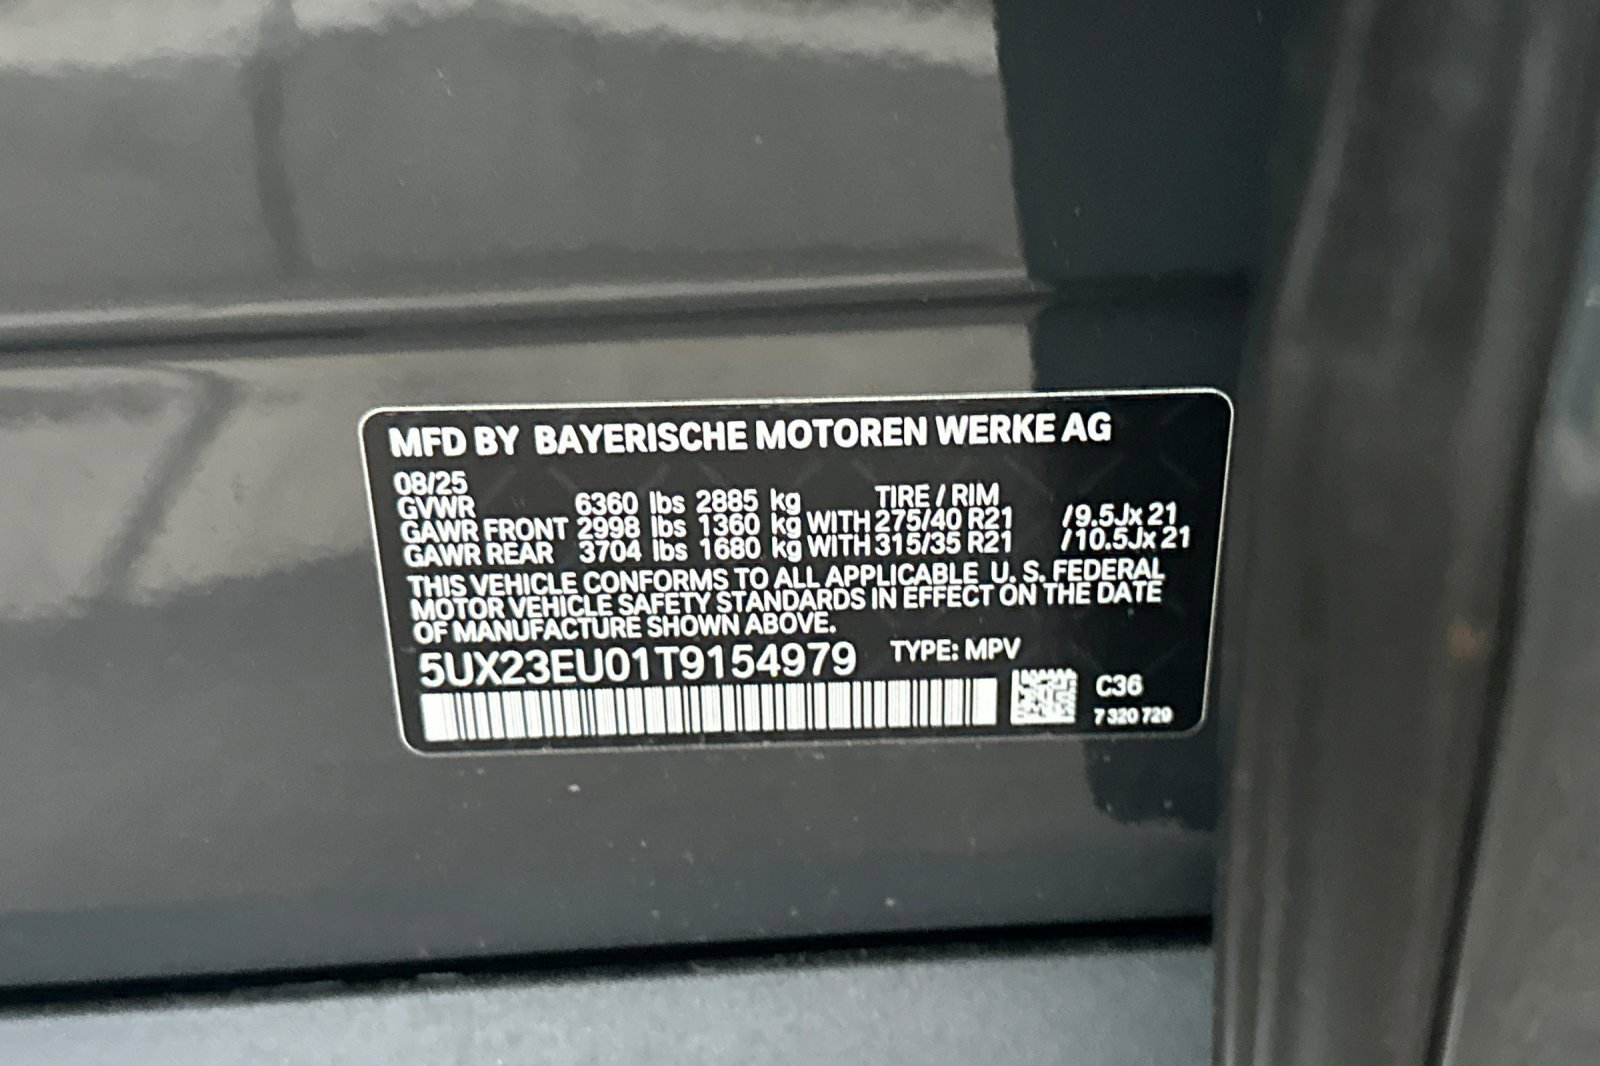 MFD BY BAYERISCHE MOTOREN WERKE AG
08/25
GVWR 6360 lbs 2885 kg TIRE / RIM
GAWR FRONT 2998 lbs 1360 kg WITH 275/40 R21 /9.5Jx 21
GAWR REAR 3704 lbs 1680 kg WITH 315/35 R21 /10.5Jx 21
THIS VEHICLE CONFORMS TO ALL APPLICABLE U. S. FEDERAL
MOTOR VEHICLE SAFETY STANDARDS IN EFFECT ON THE DATE
OF MANUFACTURE SHOWN ABOVE.
5UX23EU01T9154979 TYPE: MPV
C36
7 320 729